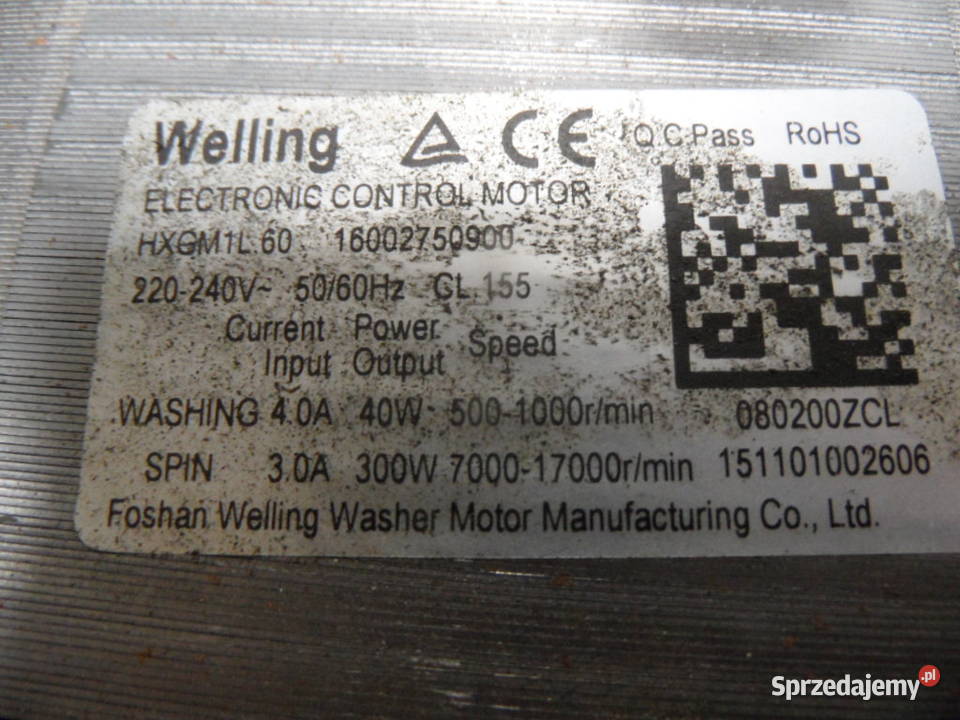 Welling CE Q.C.Pass RoHS
ELECTRONIC CONTROL MOTOR
HXGM1L.60 16002750900
220-240V~ 50/60Hz CL.155
Current Power Speed
Input Output
WASHING 4.0A 40W 500-1000r/min 080200ZCL
SPIN 3.0A 300W 7000-17000r/min 151101002606
Foshan Welling Washer Motor Manufacturing Co., Ltd.
Sprzedajemy.pl